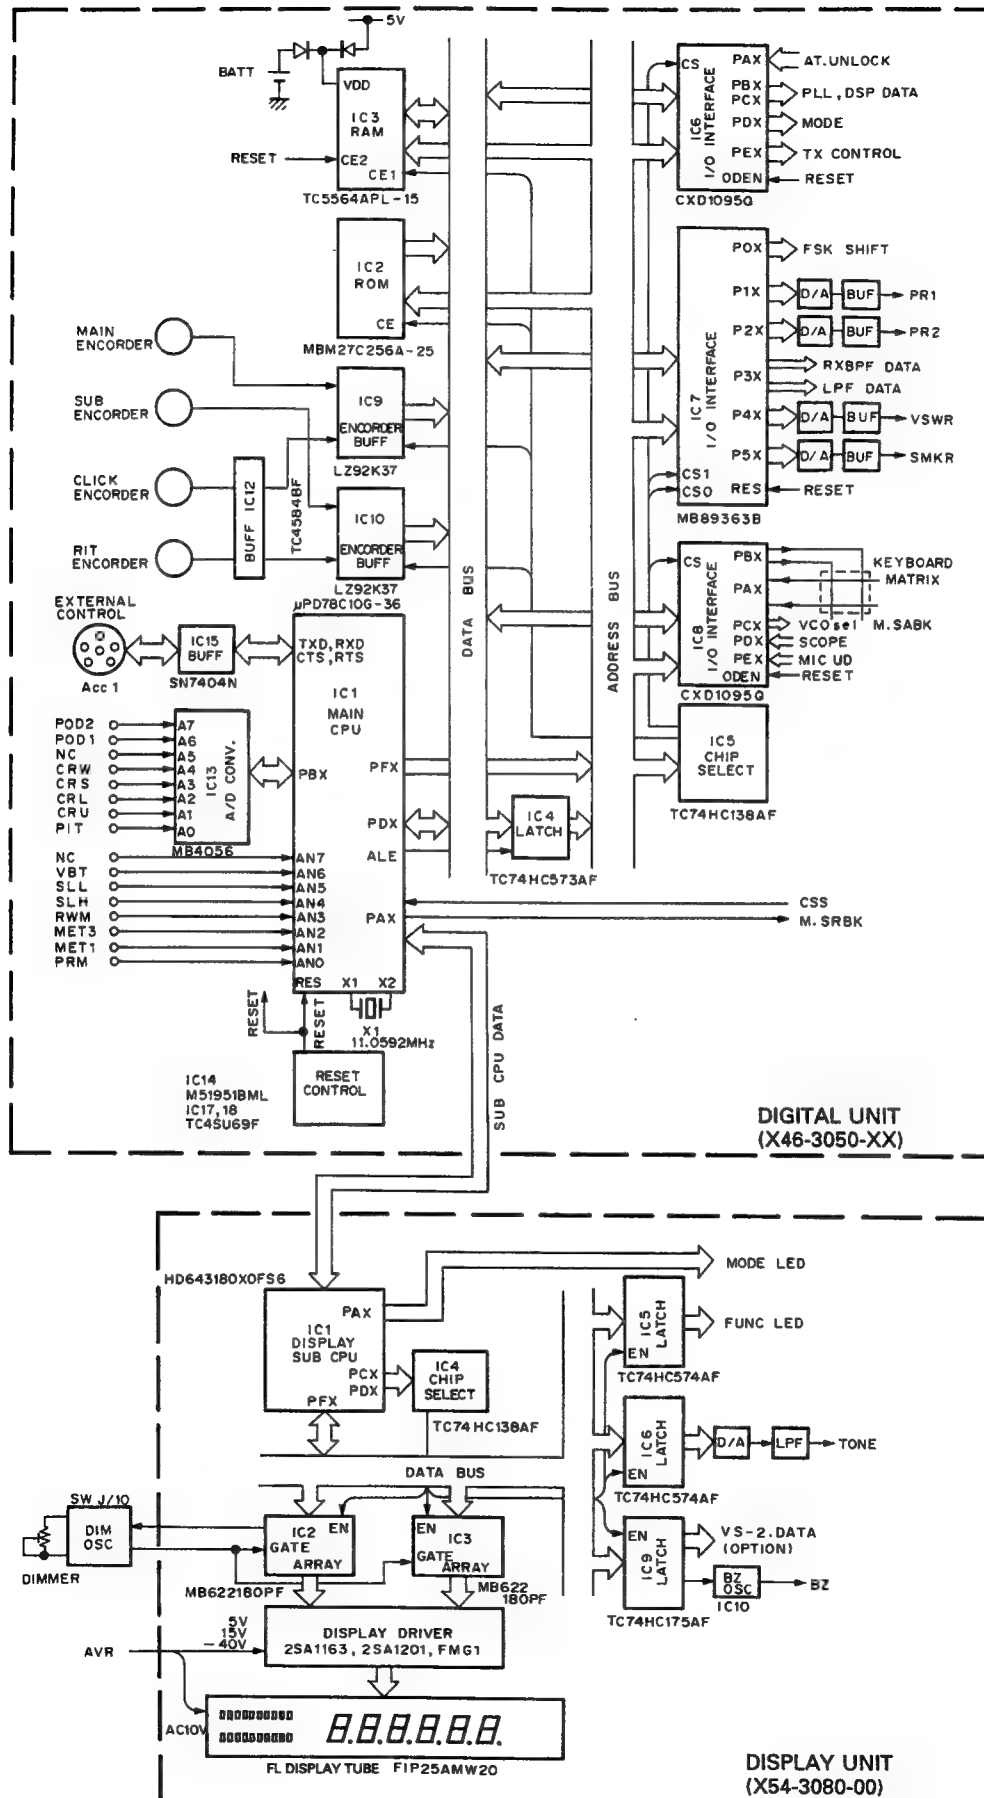 5V
BATT
VDD
IC3
RAM
RESET
CE2
CE1
TC5564APL-15
IC2
ROM
CE
MBM27C256A-25
MAIN
ENCORDER
SUB
ENCORDER
CLICK
ENCORDER
RIT
ENCORDER
IC9
ENCORDER
BUFF
LZ92K37
BUFF IC12
TC4584BF
IC10
ENCORDER
BUFF
LZ92K37
μPD78C10G-36
EXTERNAL
CONTROL
Acc 1
IC15
BUFF
SN7404N
TXD, RXD
CTS, RTS
IC1
MAIN
CPU
POD2
POD1
NC
CRW
CRS
CRL
CRU
PIT
A7
A6
A5
A4
A3
A2
A1
A0
IC13
A/D CONV.
MB4056
PBX
PFX
PDX
ALE
PAX
NC
VBT
SLL
SLH
RWM
MET3
MET1
PRM
AN7
AN6
AN5
AN4
AN3
AN2
AN1
AN0
RES
X1
X2
RESET
RESET
X1
11.0592MHz
RESET
CONTROL
IC14
M51951BML
IC17, 18
TC4SU69F
DATA BUS
ADDRESS BUS
SUB CPU DATA
IC4
LATCH
TC74HC573AF
CS
IC6
I/O INTERFACE
PAX
PBX
PCX
PDX
PEX
ODEN
CXD1095Q
AT.UNLOCK
PLL, DSP DATA
MODE
TX CONTROL
RESET
IC7
I/O INTERFACE
CS1
CS0
P0X
P1X
P2X
P3X
P4X
P5X
RES
MB89363B
FSK SHIFT
D/A
BUF
PR1
D/A
BUF
PR2
RXBPF DATA
LPF DATA
D/A
BUF
VSWR
D/A
BUF
SMKR
RESET
CS
IC8
I/O INTERFACE
PBX
PAX
PCX
PDX
PEX
ODEN
CXD1095Q
KEYBOARD
MATRIX
VCO sel
M.SABK
SCOPE
MIC UD
RESET
IC5
CHIP
SELECT
TC74HC138AF
CSS
M.SRBK
DIGITAL UNIT
(X46-3050-XX)
HD643180X0FS6
PAX
IC1
DISPLAY
SUB CPU
PCX
PDX
PFX
IC4
CHIP
SELECT
TC74HC138AF
MODE LED
IC5
LATCH
EN
TC74HC574AF
FUNC LED
IC6
LATCH
EN
TC74HC574AF
D/A
LPF
TONE
EN
IC9
LATCH
TC74HC175AF
VS-2.DATA
(OPTION)
BZ
OSC
IC10
BZ
DATA BUS
SW J/10
DIM
OSC
DIMMER
IC2
EN
GATE
ARRAY
MB622180PF
EN
IC3
GATE
ARRAY
MB622
180PF
5V
15V
-40V
AVR
DISPLAY DRIVER
2SA1163, 2SA1201, FMG1
AC10V
8.8.8.8.8.8.
FL DISPLAY TUBE FIP25AMW20
DISPLAY UNIT
(X54-3080-00)